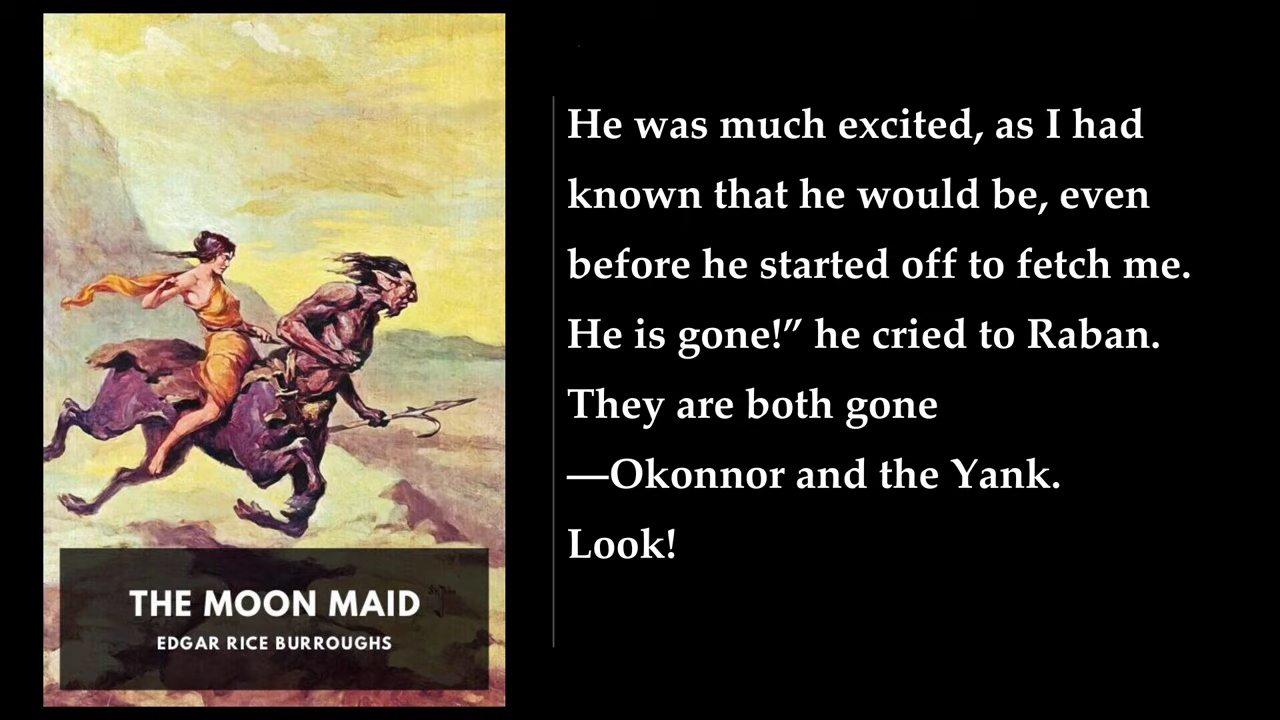 He was much excited, as I had
known that he would be, even
before he started off to fetch me.
He is gone!” he cried to Raban.
They are both gone
—Okonnor and the Yank.
Look!
THE MOON MAID
EDGAR RICE BURROUGHS